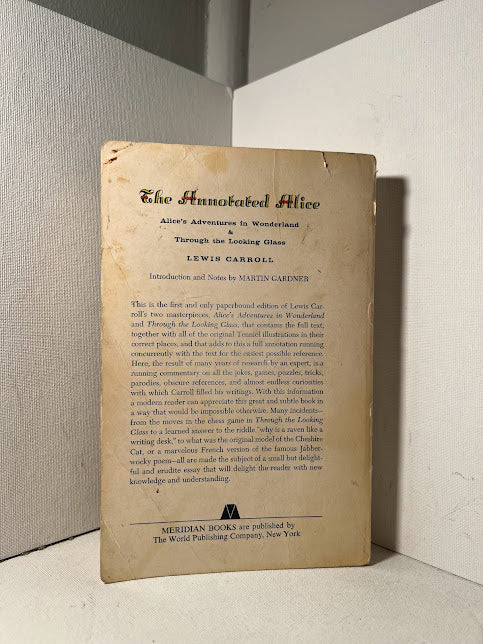 The Annotated Alice
Alice's Adventures in Wonderland
&
Through the Looking Glass
LEWIS CARROLL
Introduction and Notes by MARTIN GARDNER
This is the first and only paperbound edition of Lewis Car-
roll's two masterpieces, Alice's Adventures in Wonderland
and Through the Looking Glass, that contains the full text,
together with all of the original Tenniel illustrations in their
correct places, and that adds to this a full annotation running
concurrently with the text for the easiest possible reference.
Here, the result of many years of research by an expert, is a
running commentary on all the jokes, games, puzzles, tricks,
parodies, obscure references, and almost endless curiosities
with which Carroll filled his writings. With this information
a modern reader can appreciate this great and subtle book in
a way that would be impossible otherwise. Many incidents—
from the moves in the chess game in Through the Looking
Glass to a learned answer to the riddle "why is a raven like a
writing desk," to what was the original model of the Cheshire
Cat, or a marvelous French version of the famous Jabber-
wocky poem—all are made the subject of a small but delight-
ful and erudite essay that will delight the reader with new
knowledge and understanding.
MERIDIAN BOOKS are published by
The World Publishing Company, New York